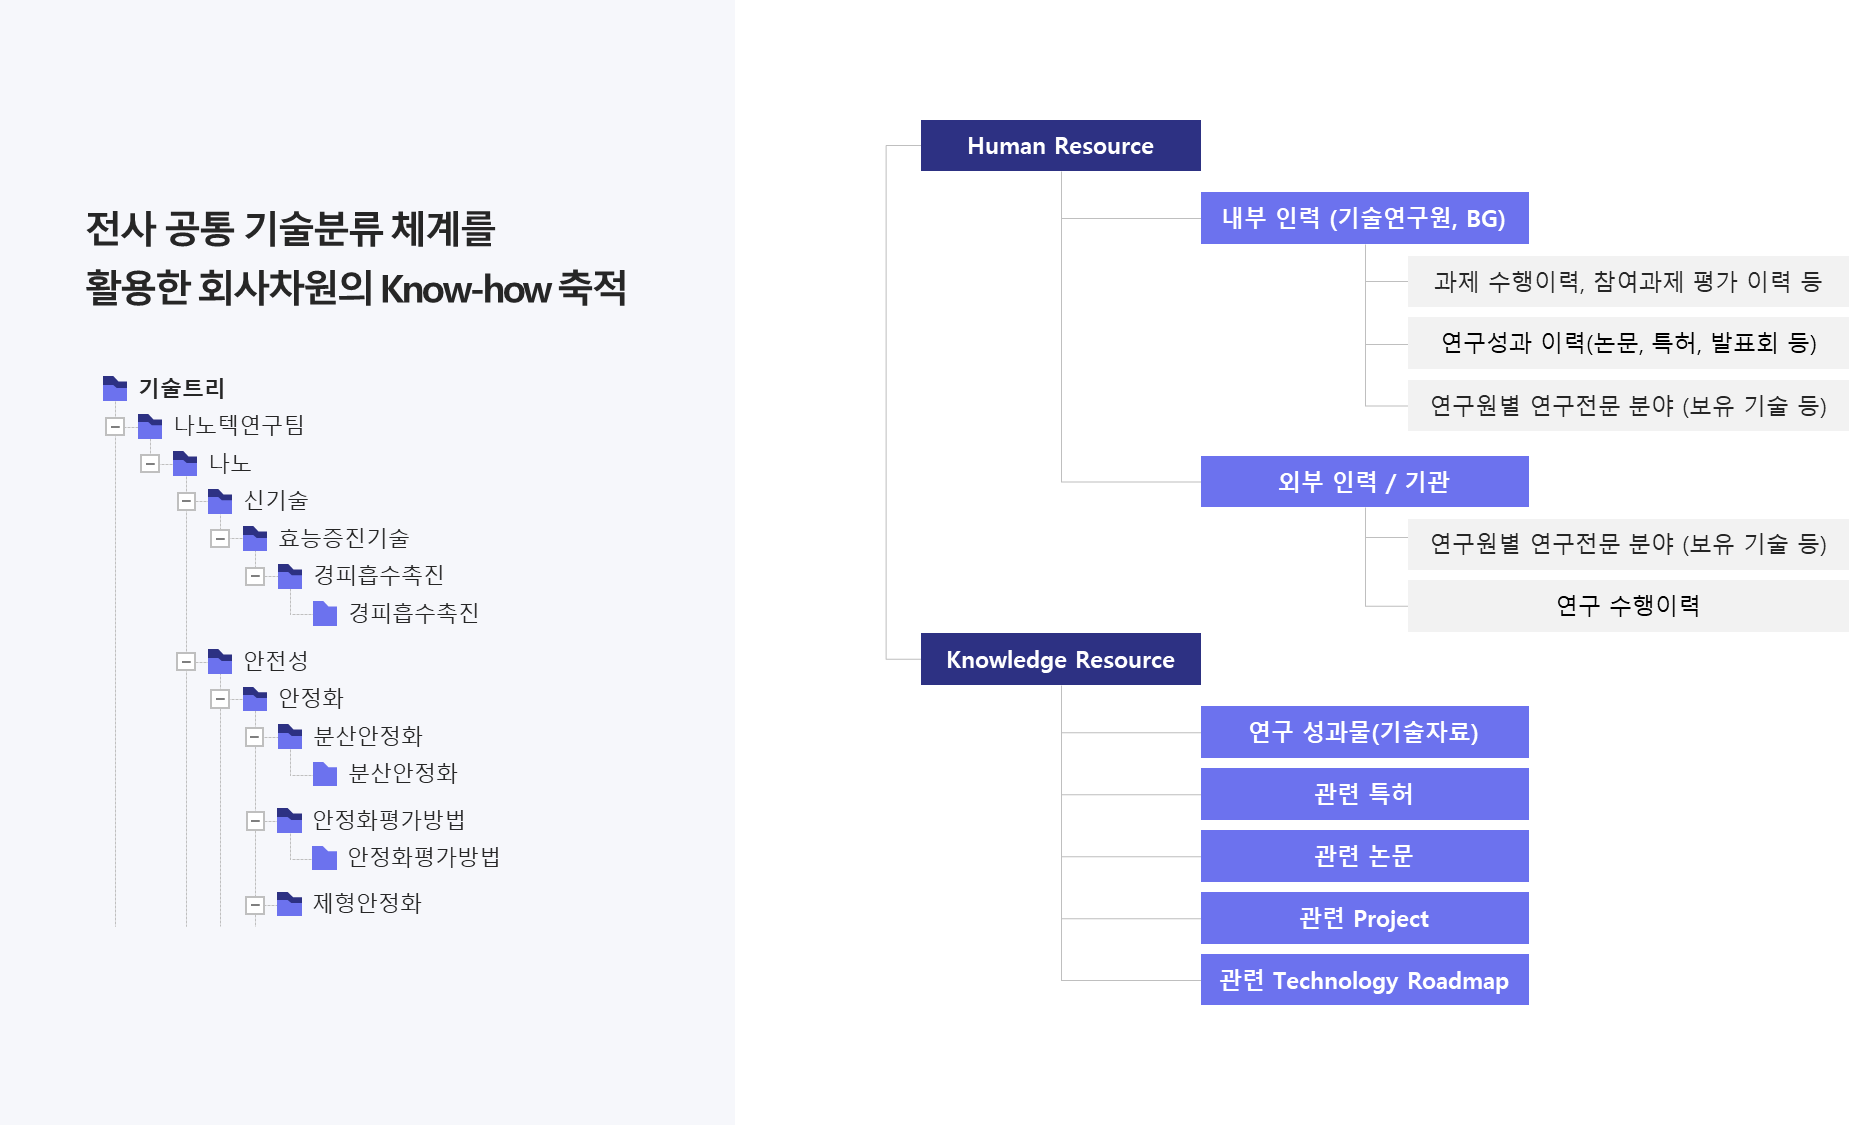 전사 공통 기술분류 체계를
활용한 회사차원의 Know-how 축적
기술트리
나노텍연구팀
나노
신기술
효능증진기술
경피흡수촉진
경피흡수촉진
안전성
안정화
분산안정화
분산안정화
안정화평가방법
안정화평가방법
제형안정화
Human Resource
내부 인력 (기술연구원, BG)
과제 수행이력, 참여과제 평가 이력 등
연구성과 이력(논문, 특허, 발표회 등)
연구원별 연구전문 분야 (보유 기술 등)
외부 인력 / 기관
연구원별 연구전문 분야 (보유 기술 등)
연구 수행이력
Knowledge Resource
연구 성과물(기술자료)
관련 특허
관련 논문
관련 Project
관련 Technology Roadmap